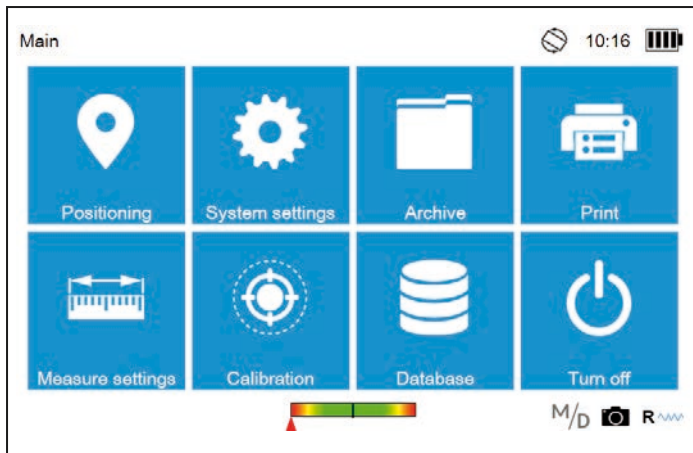 Main 10:16
Positioning System settings Archive Print
Measure settings Calibration Database Turn off
M/D R